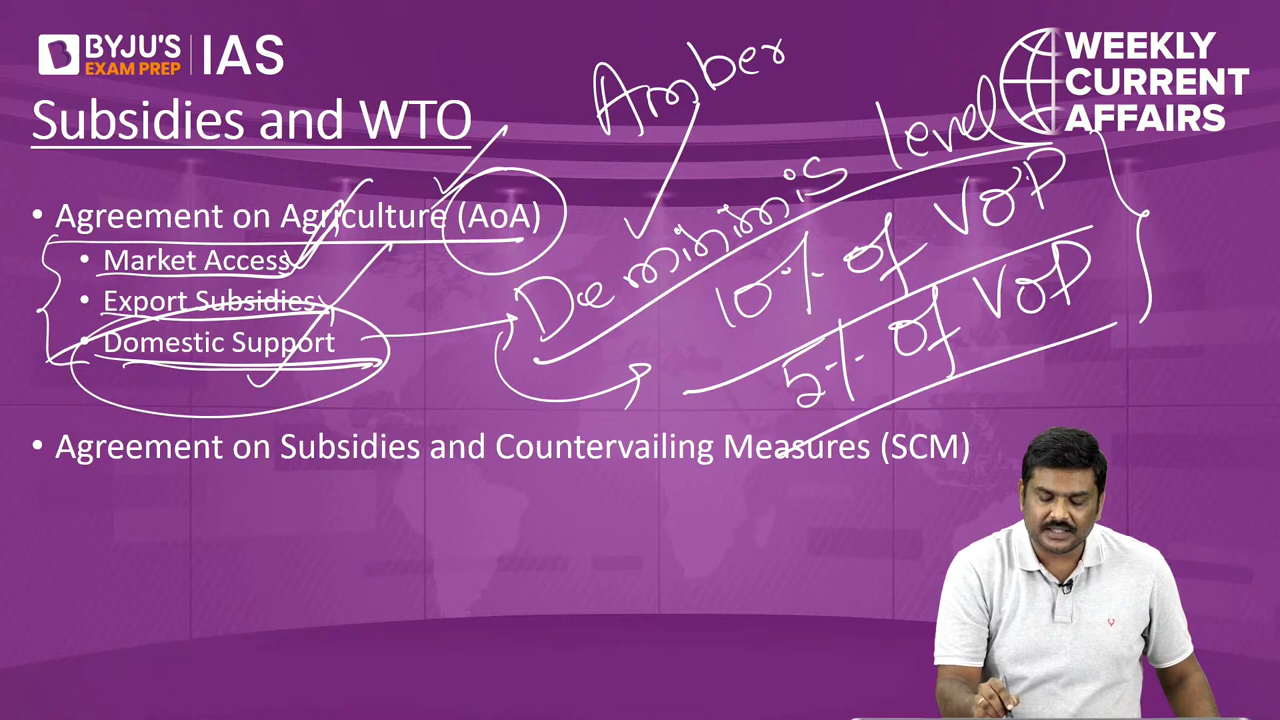 BYJU'S
EXAM PREP
IAS
WEEKLY
CURRENT
AFFAIRS
Subsidies and WTO
Amber
• Agreement on Agriculture (AoA)
• Market Access
• Export Subsidies
• Domestic Support
De minimis level
10% of VOP
5% of VOP
• Agreement on Subsidies and Countervailing Measures (SCM)